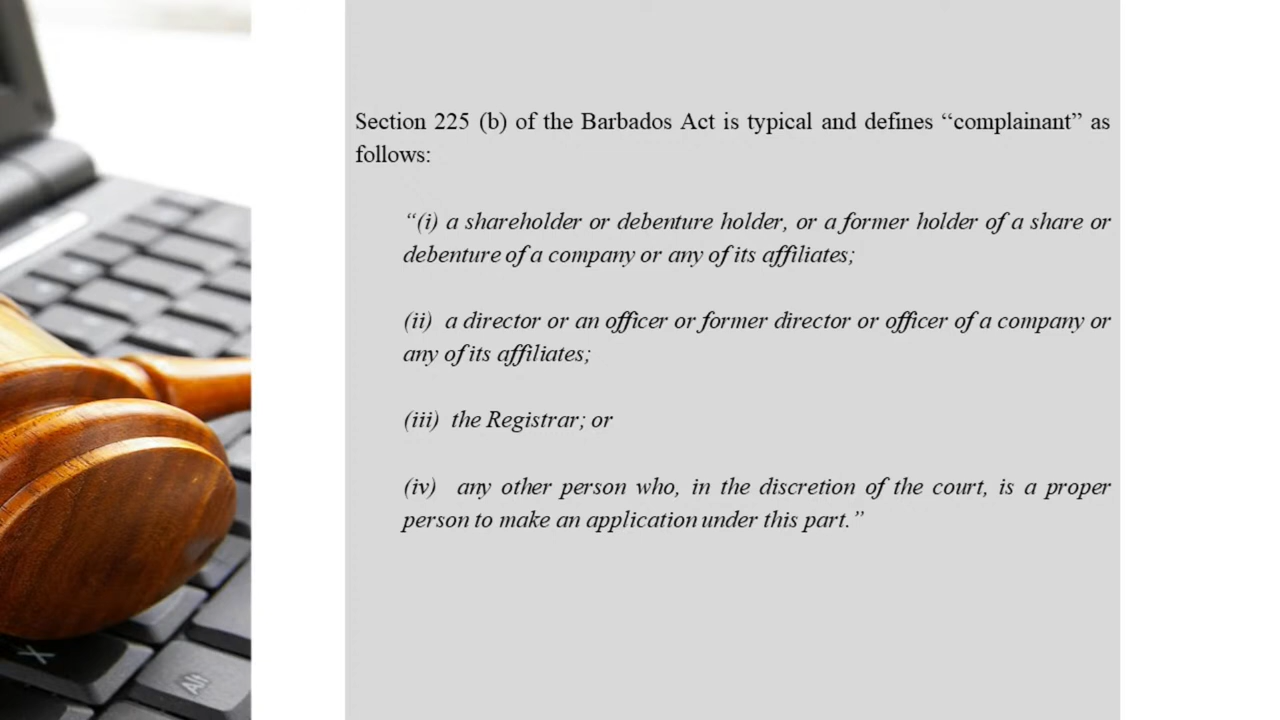 Section 225 (b) of the Barbados Act is typical and defines “complainant” as
follows:
“(i) a shareholder or debenture holder, or a former holder of a share or
debenture of a company or any of its affiliates;
(ii) a director or an officer or former director or officer of a company or
any of its affiliates;
(iii) the Registrar; or
(iv) any other person who, in the discretion of the court, is a proper
person to make an application under this part.”
X
Alt